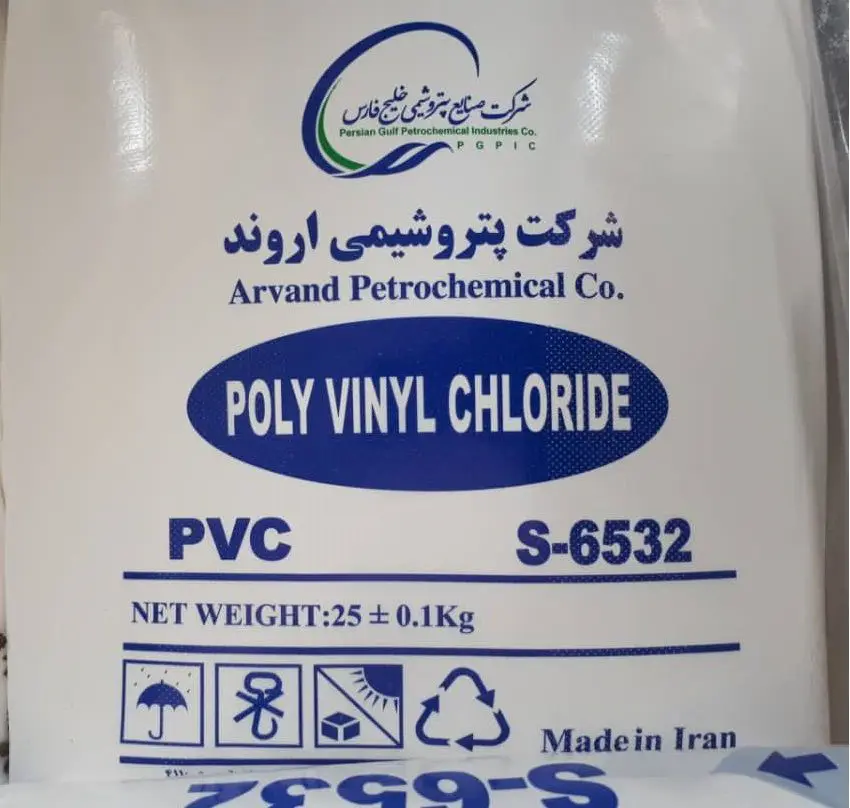 شرکت صنایع پتروشیمی خلیج فارس
Persian Gulf Petrochemical Industries Co.
PGPIC
شرکت پتروشیمی اروند
Arvand Petrochemical Co.
POLY VINYL CHLORIDE
PVC S-6532
NET WEIGHT:25 ± 0.1Kg
Made in Iran
S-6532